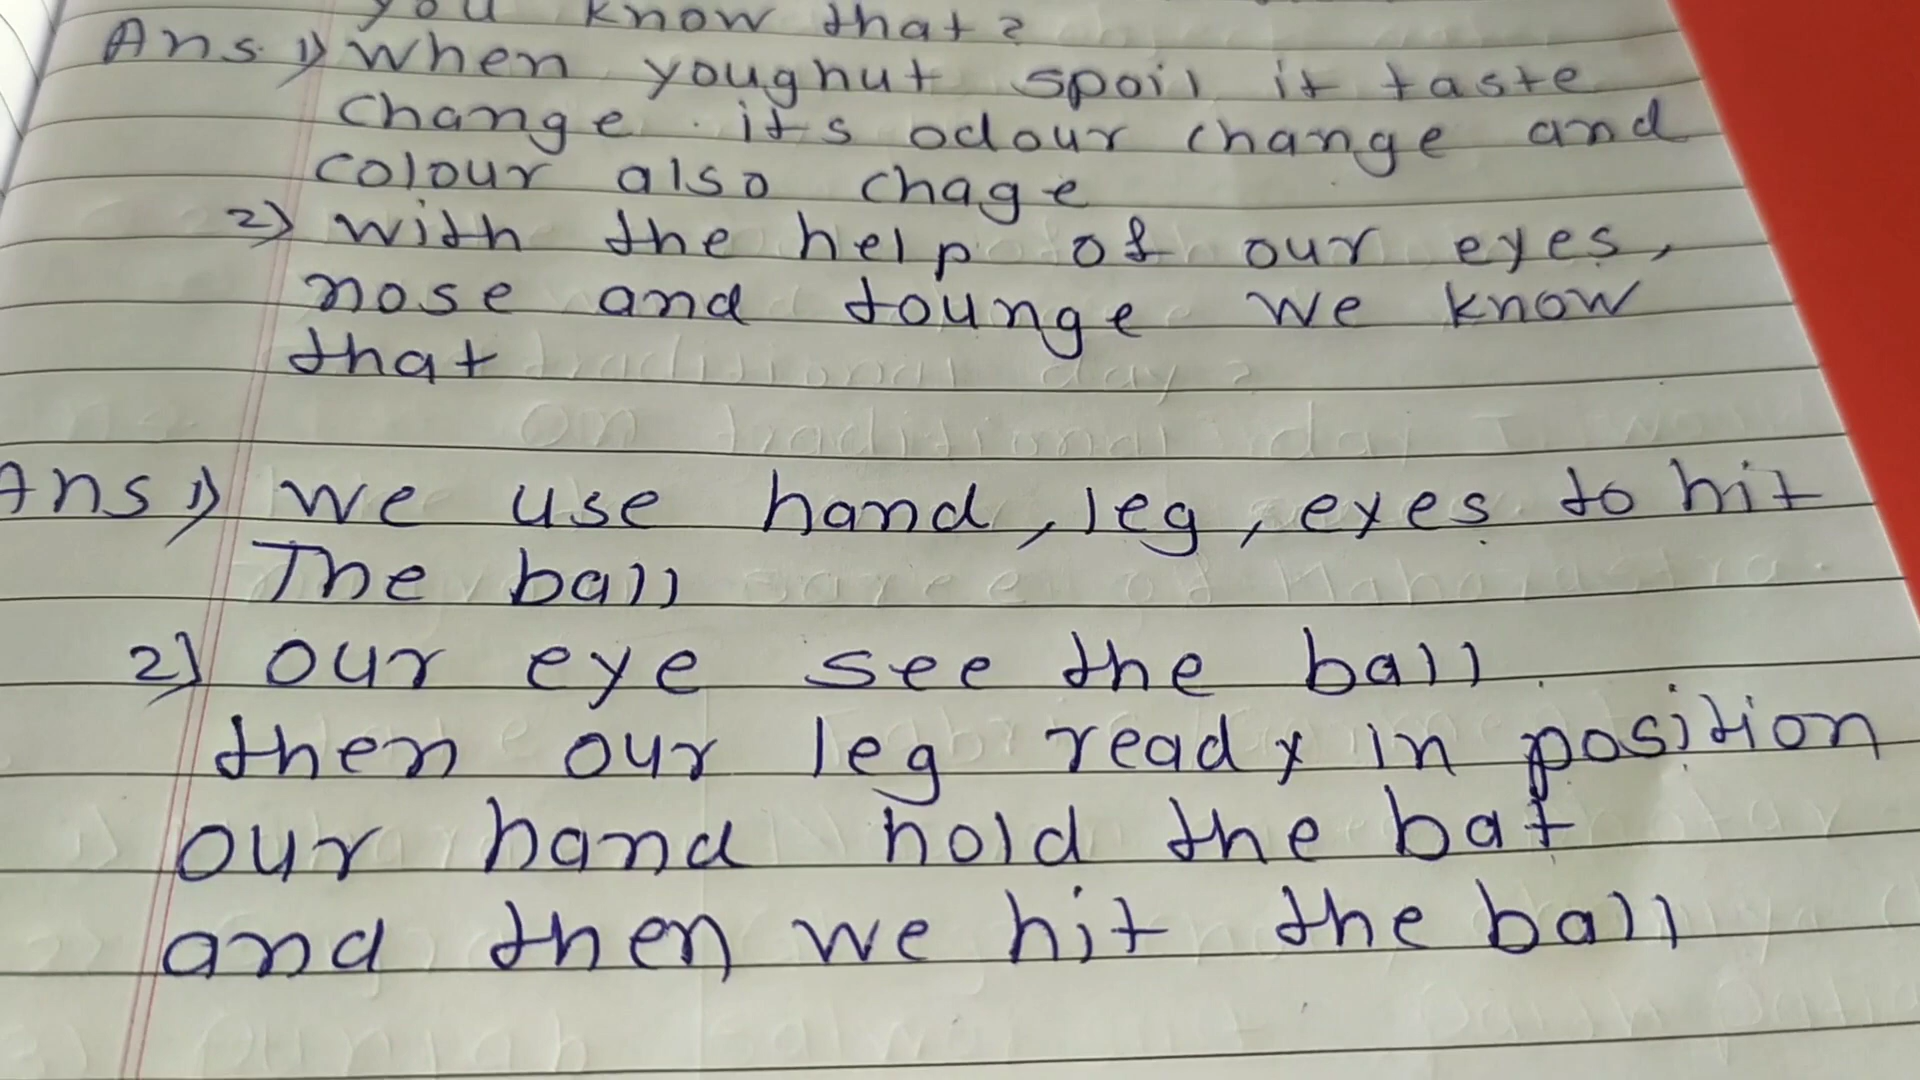 you know that?
Ans. 1) When youghut spoil it taste
change. its odour change and
colour also chage
2) with the help of our eyes,
nose and tounge we know
that
Ans 1) we use hand, leg, eyes to hit
The ball
2) our eye see the ball.
then our leg ready in position
our hand hold the bat
and then we hit the ball